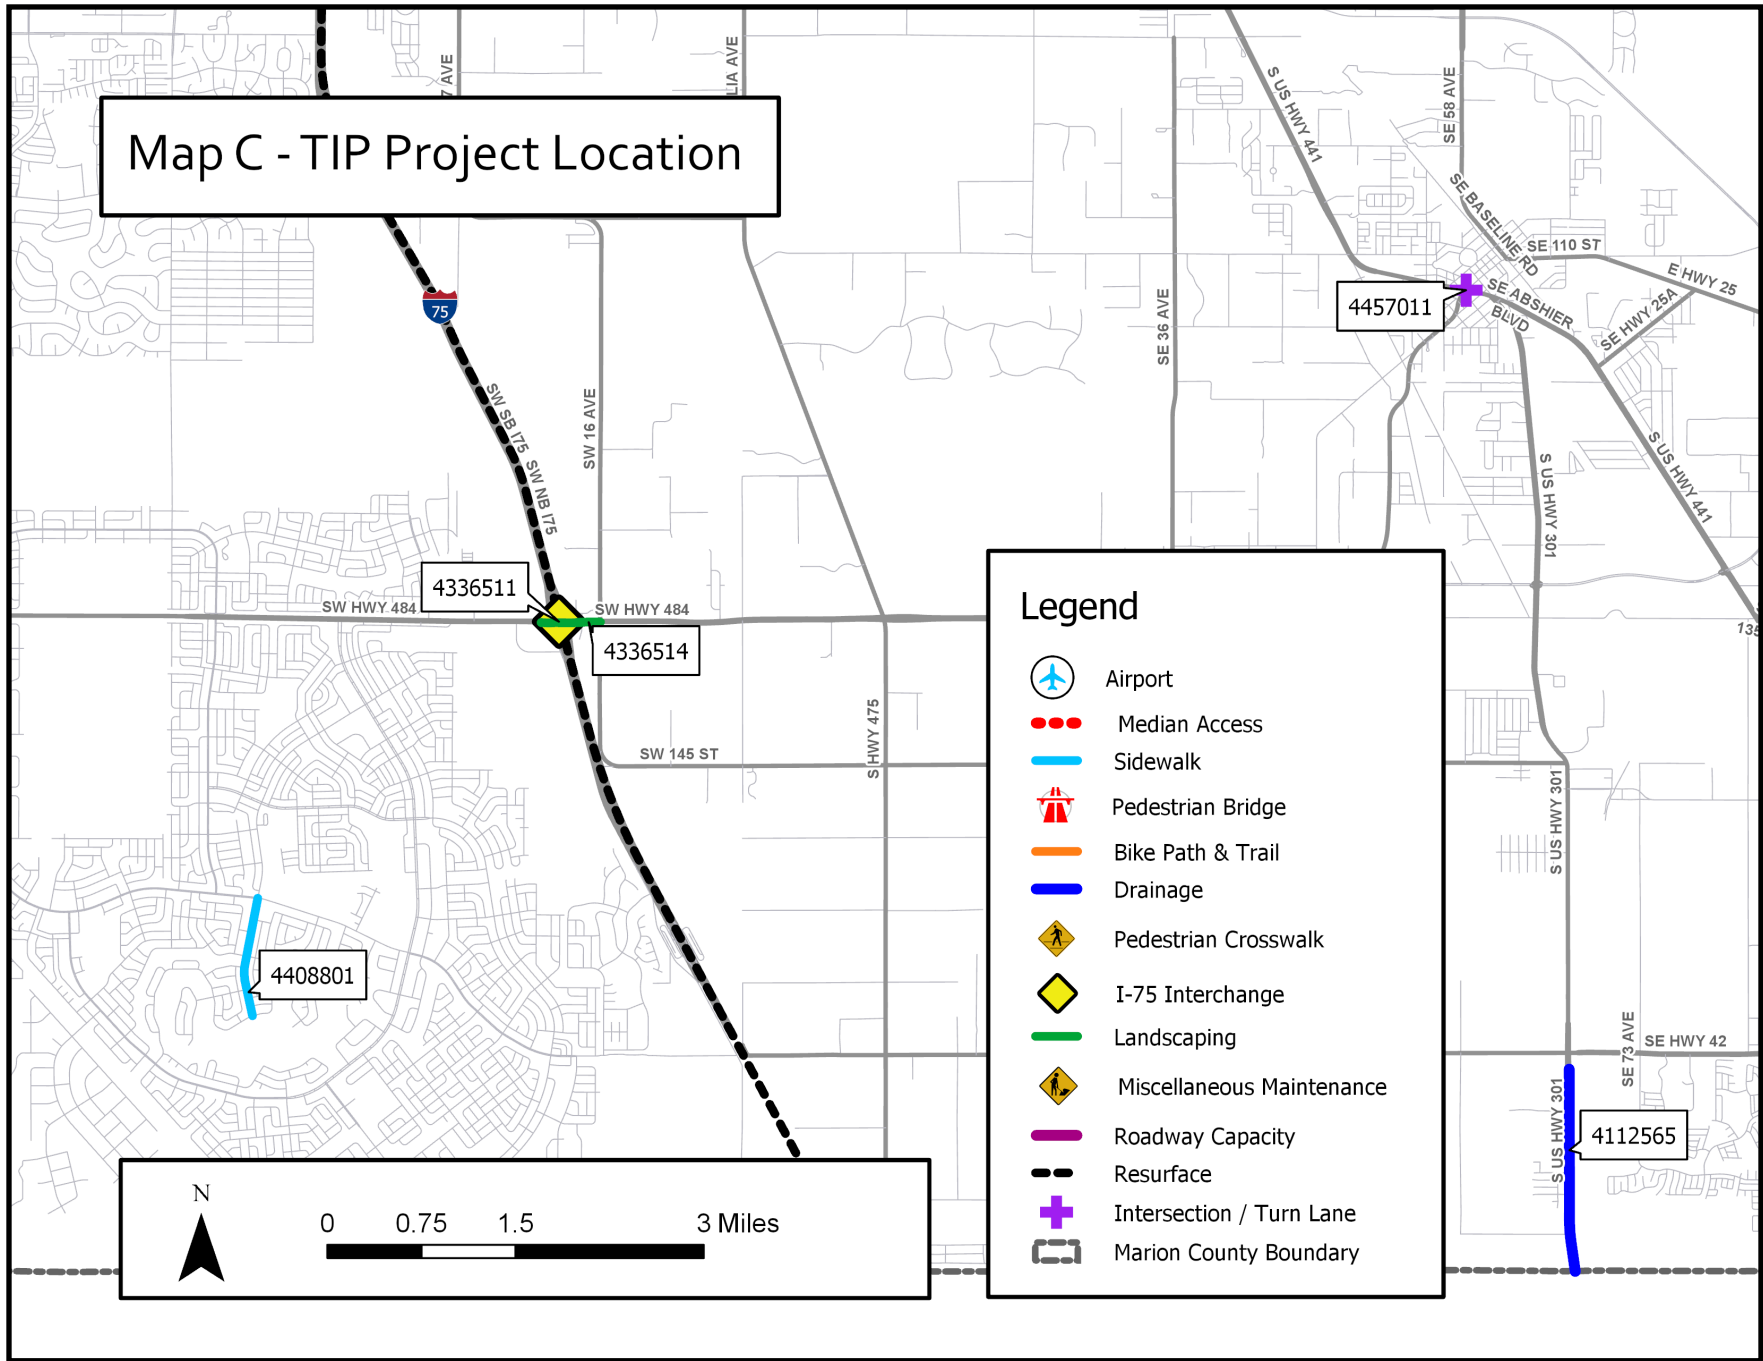 7 AVE
LIA AVE
Map C - TIP Project Location
S US HWY 441
SE 58 AVE
SE BASELINE RD
SE 110 ST
E HWY 25
SE HWY 25A
SE ABSHIER
BLVD
4457011
75
SE 36 AVE
SW SB I75
SW NB I75
SW 16 AVE
S US HWY 301
S US HWY 441
4336511
SW HWY 484
SW HWY 484
4336514
135
SW 145 ST
S HWY 475
S US HWY 301
4408801
SE 73 AVE
SE HWY 42
S US HWY 301
4112565
Legend
Airport
Median Access
Sidewalk
Pedestrian Bridge
Bike Path & Trail
Drainage
Pedestrian Crosswalk
I-75 Interchange
Landscaping
Miscellaneous Maintenance
Roadway Capacity
Resurface
Intersection / Turn Lane
Marion County Boundary
N
0 0.75 1.5 3 Miles